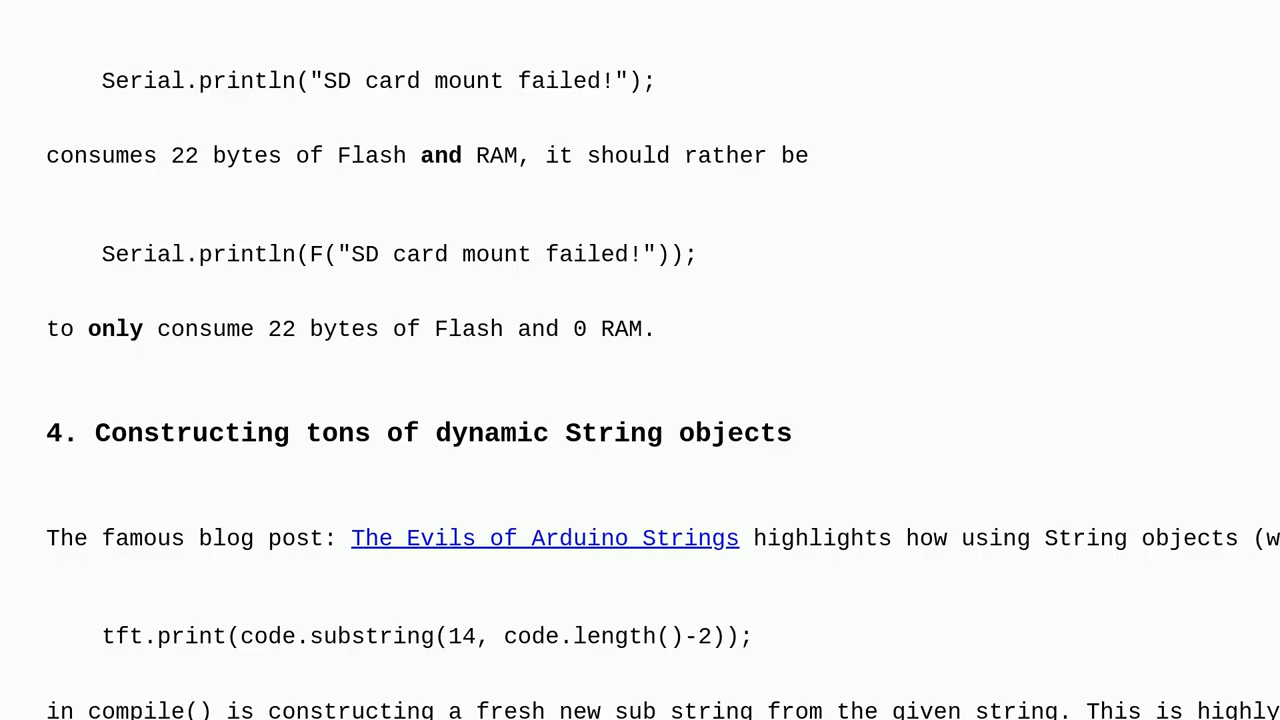 Serial.println("SD card mount failed!");
consumes 22 bytes of Flash and RAM, it should rather be
Serial.println(F("SD card mount failed!"));
to only consume 22 bytes of Flash and 0 RAM.
4. Constructing tons of dynamic String objects
The famous blog post: The Evils of Arduino Strings highlights how using String objects (w
tft.print(code.substring(14, code.length()-2));
in compile() is constructing a fresh new sub string from the given string. This is highly